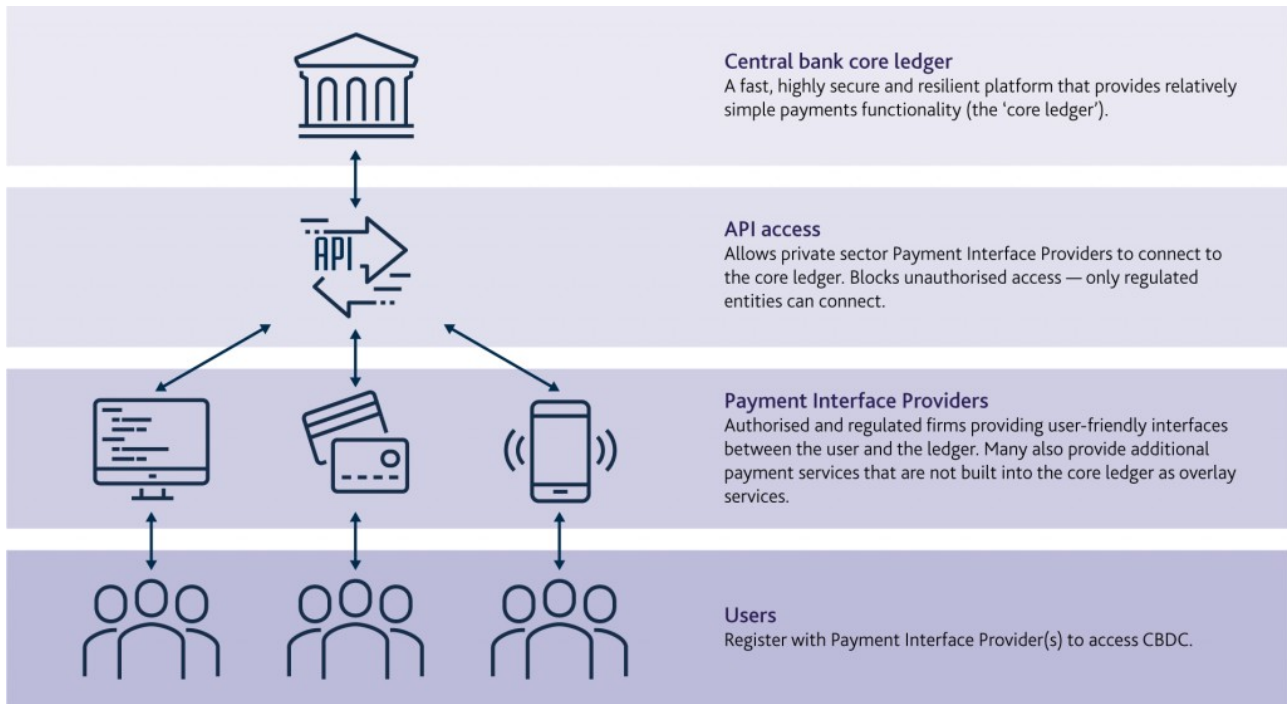 Central bank core ledger
A fast, highly secure and resilient platform that provides relatively
simple payments functionality (the ‘core ledger’).
API
API access
Allows private sector Payment Interface Providers to connect to
the core ledger. Blocks unauthorised access — only regulated
entities can connect.
Payment Interface Providers
Authorised and regulated firms providing user-friendly interfaces
between the user and the ledger. Many also provide additional
payment services that are not built into the core ledger as overlay
services.
Users
Register with Payment Interface Provider(s) to access CBDC.